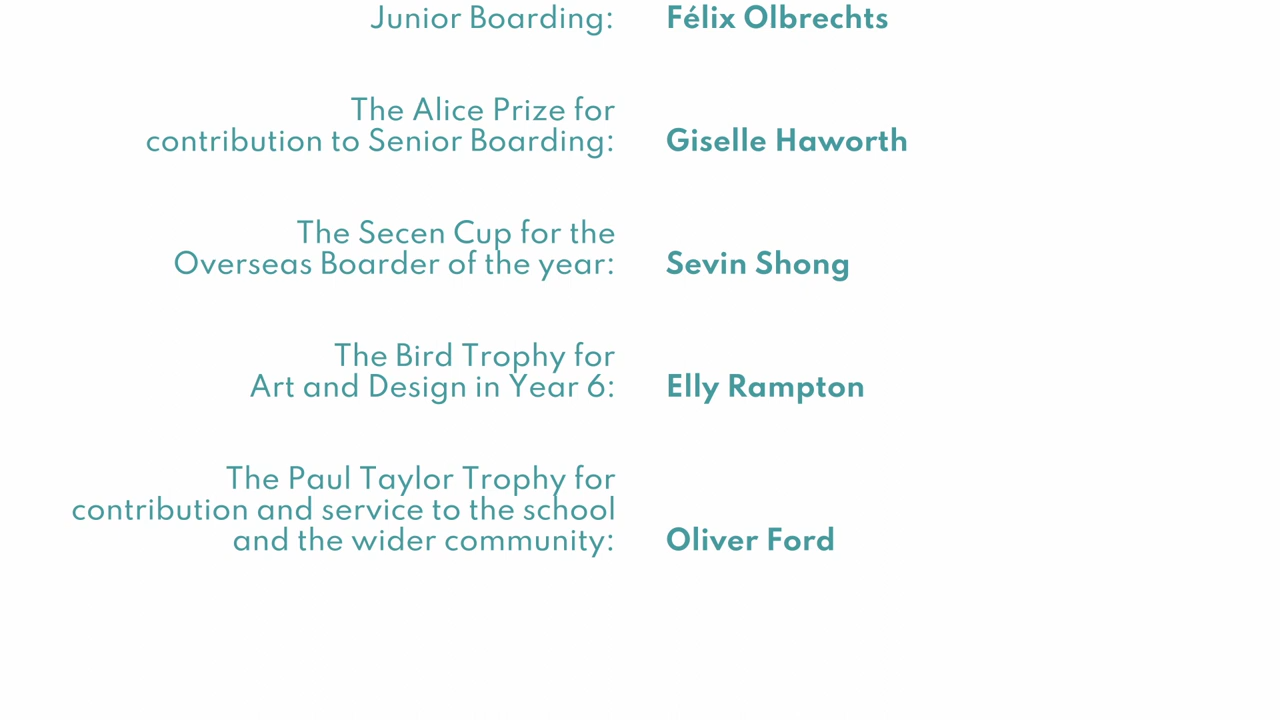 Junior Boarding: Félix Olbrechts
The Alice Prize for
contribution to Senior Boarding: Giselle Haworth
The Secen Cup for the
Overseas Boarder of the year: Sevin Shong
The Bird Trophy for
Art and Design in Year 6: Elly Rampton
The Paul Taylor Trophy for
contribution and service to the school
and the wider community: Oliver Ford